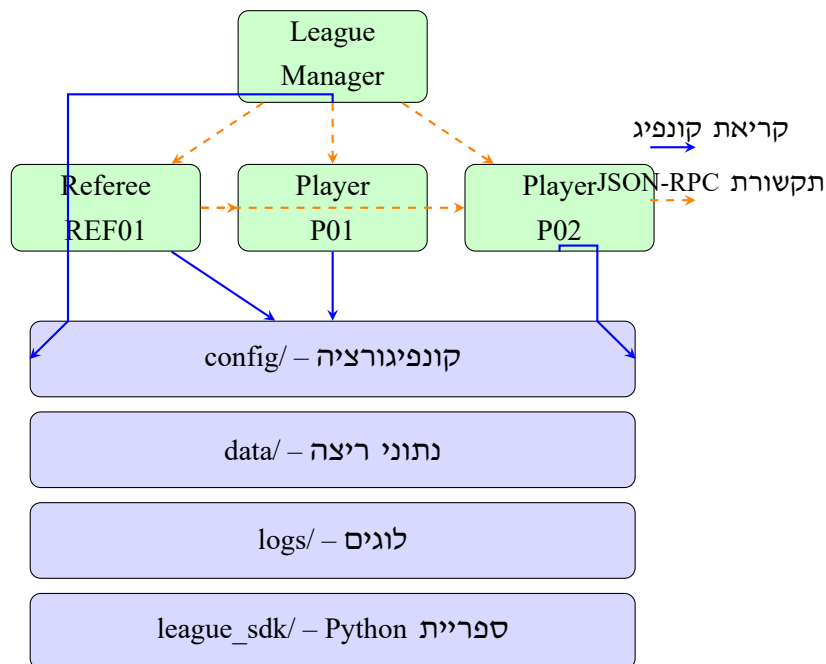 League
Manager
קריאת קונפיג
תקשורת JSON-RPC
Referee
REF01
Player
P01
Player
P02
קונפיגורציה – config/
נתוני ריצה – data/
לוגים – logs/
ספריית Python – league_sdk/